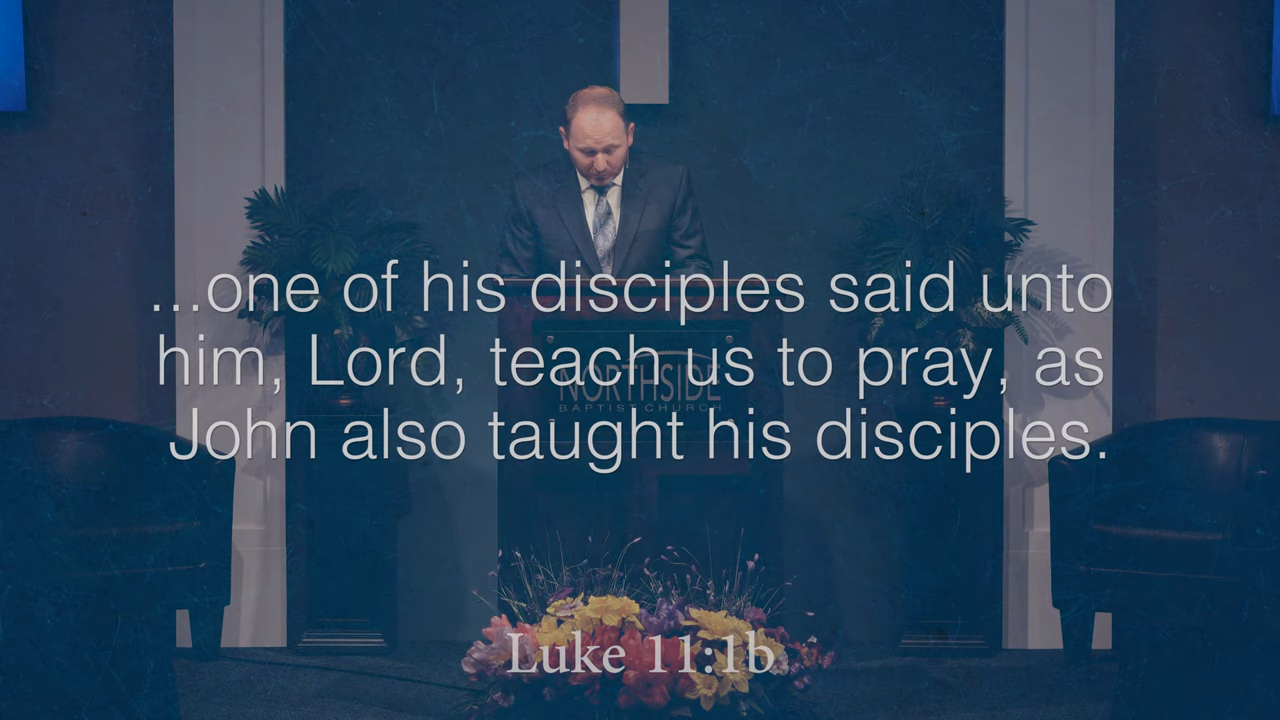 ...one of his disciples said unto
him, Lord, teach us to pray, as
NORTHSIDE
BAPTIST CHURCH
John also taught his disciples.
Luke 11:1b